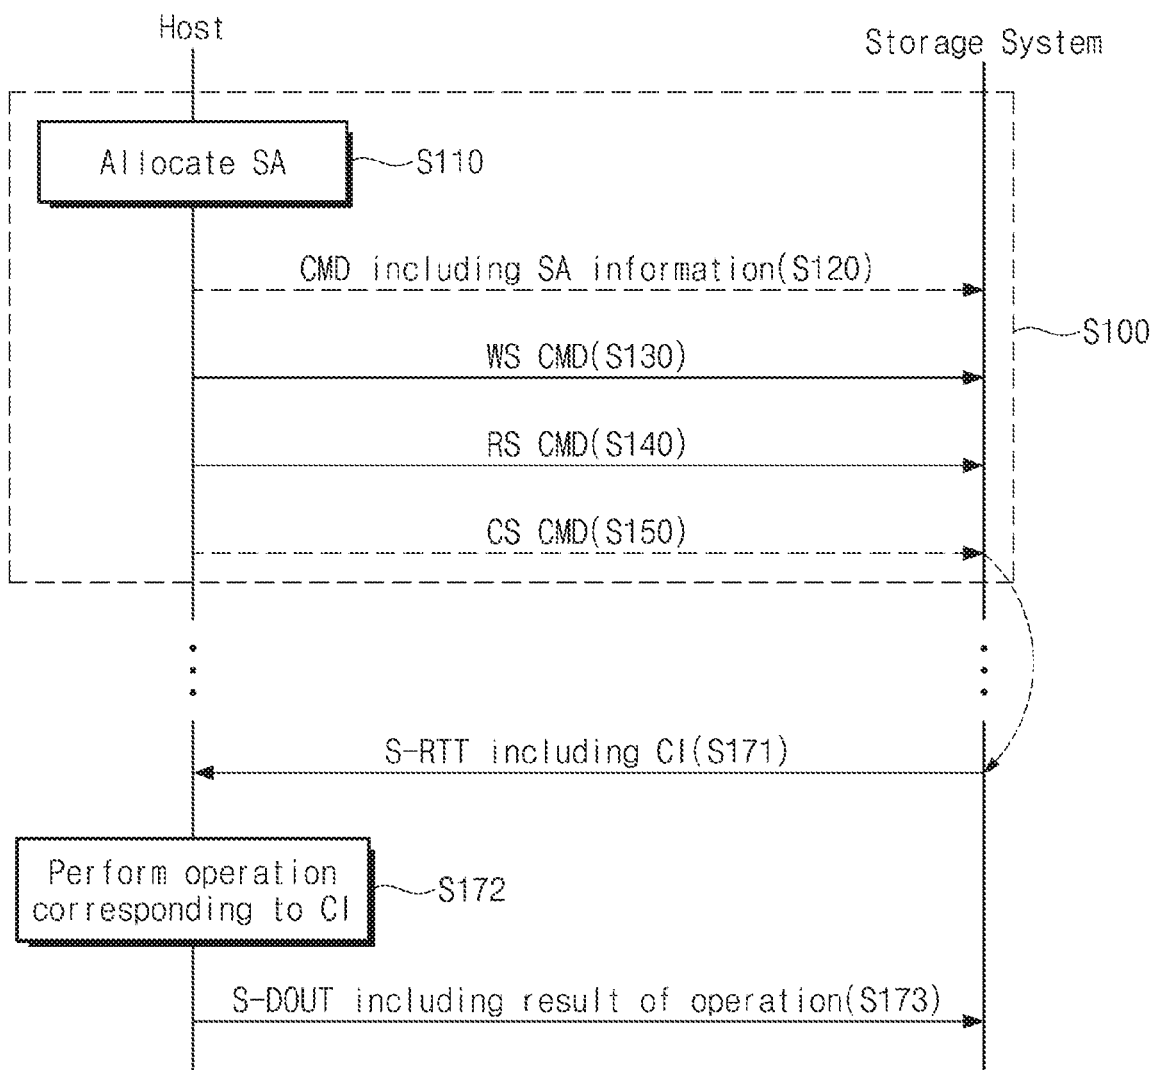 Host
Storage System
Allocate SA
S110
CMD including SA information(S120)
S100
WS CMD(S130)
RS CMD(S140)
CS CMD(S150)
S-RTT including CI(S171)
Perform operation
corresponding to CI
S172
S-DOUT including result of operation(S173)